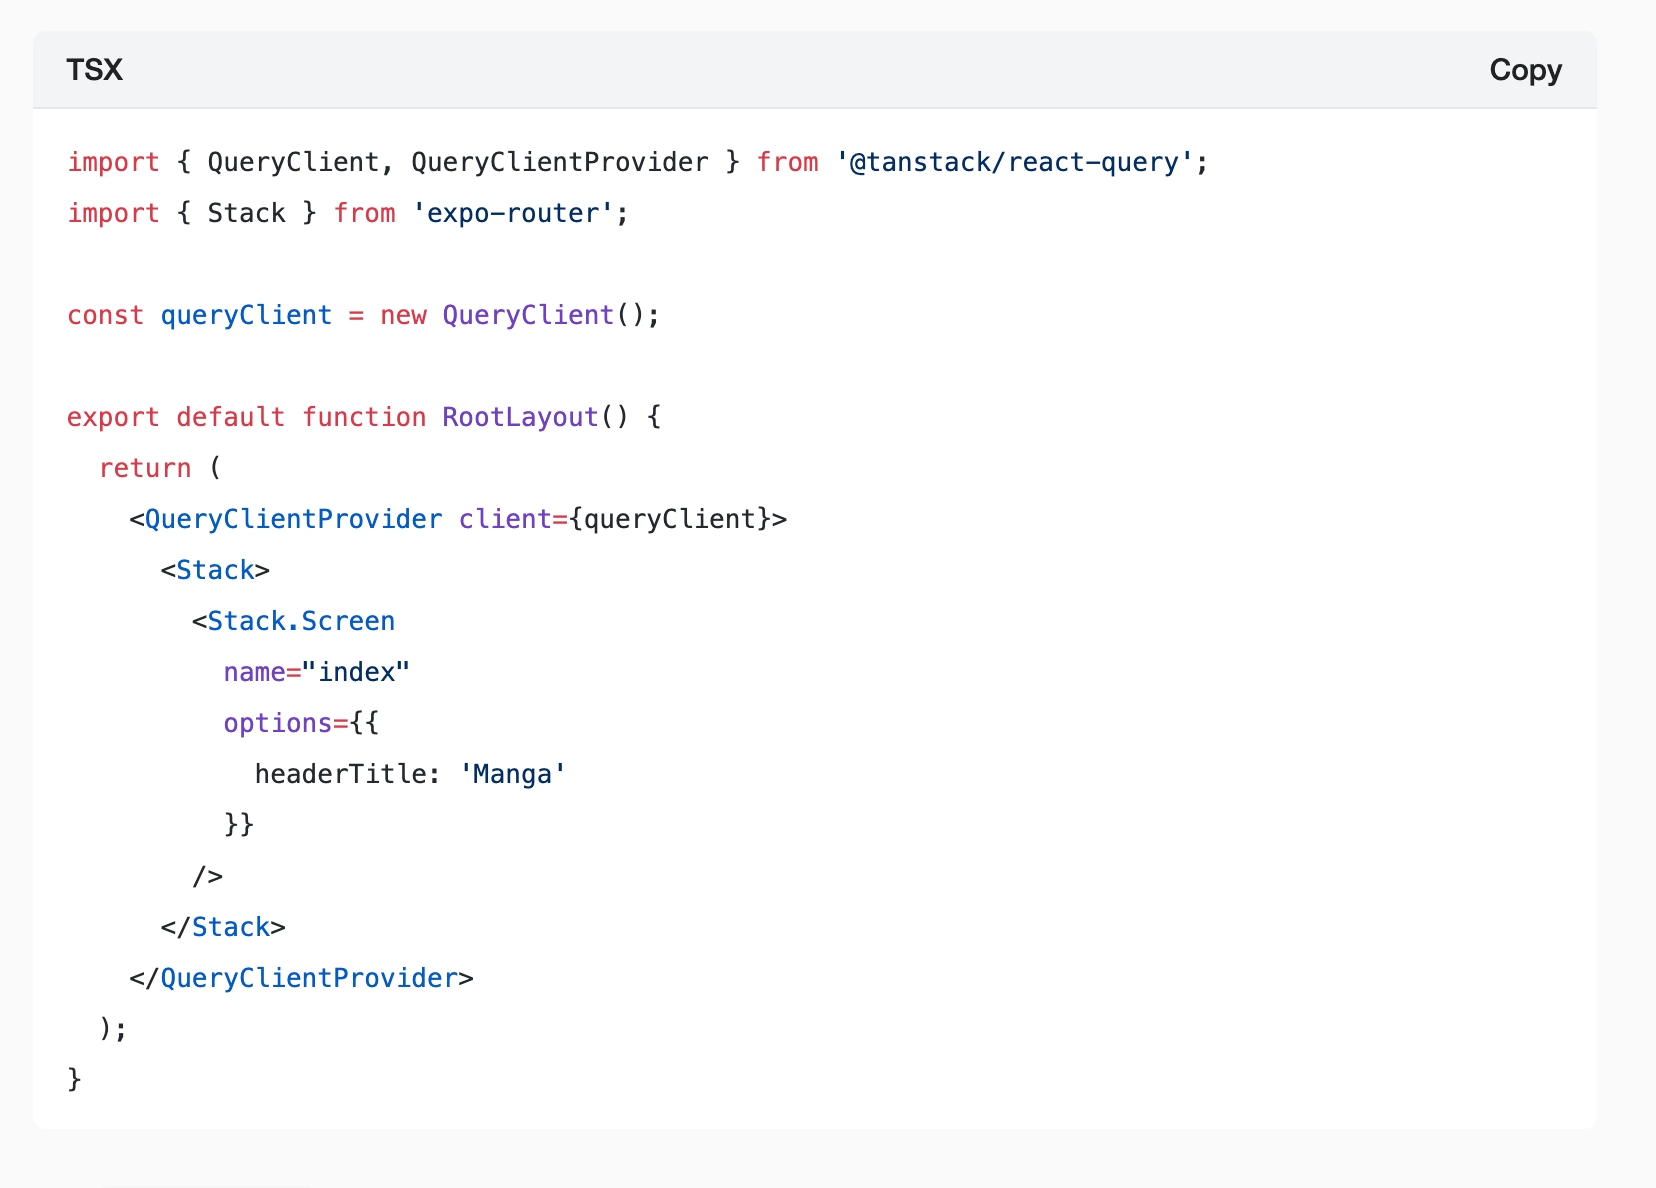 TSX
Copy
import { QueryClient, QueryClientProvider } from '@tanstack/react-query';
import { Stack } from 'expo-router';

const queryClient = new QueryClient();

export default function RootLayout() {
  return (
    <QueryClientProvider client={queryClient}>
      <Stack>
        <Stack.Screen
          name="index"
          options={{
            headerTitle: 'Manga'
          }}
        />
      </Stack>
    </QueryClientProvider>
  );
}